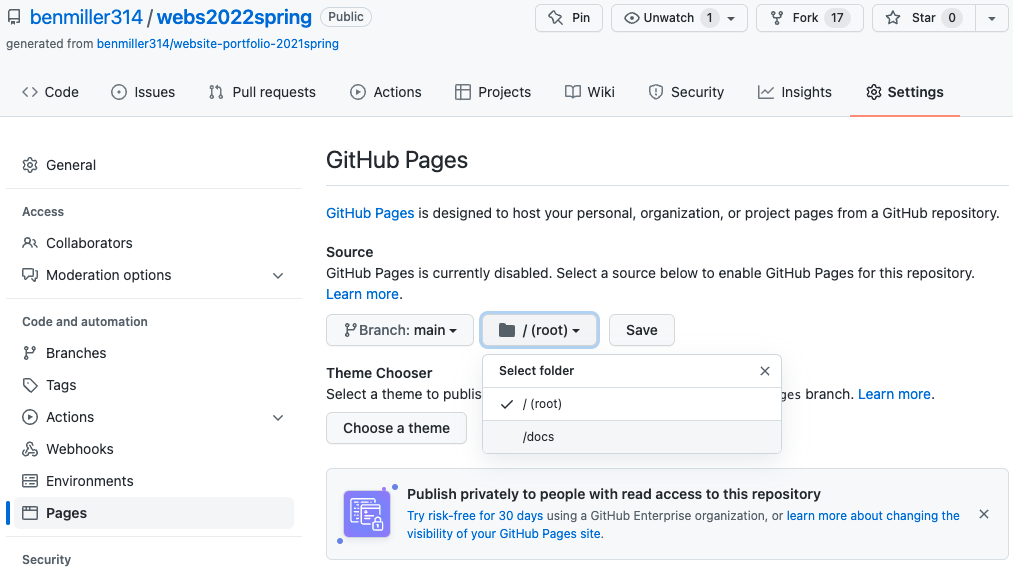 benmiller314 / webs2022spring Public
Pin Unwatch 1 Fork 17 Star 0
generated from benmiller314/website-portfolio-2021spring
Code Issues Pull requests Actions Projects Wiki Security Insights Settings
General
Access
Collaborators
Moderation options
Code and automation
Branches
Tags
Actions
Webhooks
Environments
Pages
Security
GitHub Pages
GitHub Pages is designed to host your personal, organization, or project pages from a GitHub repository.
Source
GitHub Pages is currently disabled. Select a source below to enable GitHub Pages for this repository.
Learn more.
Branch: main / (root) Save
Select folder
/ (root)
/docs
Theme Chooser
Select a theme to publis branch. Learn more.
Choose a theme
Publish privately to people with read access to this repository
Try risk-free for 30 days using a GitHub Enterprise organization, or learn more about changing the
visibility of your GitHub Pages site.